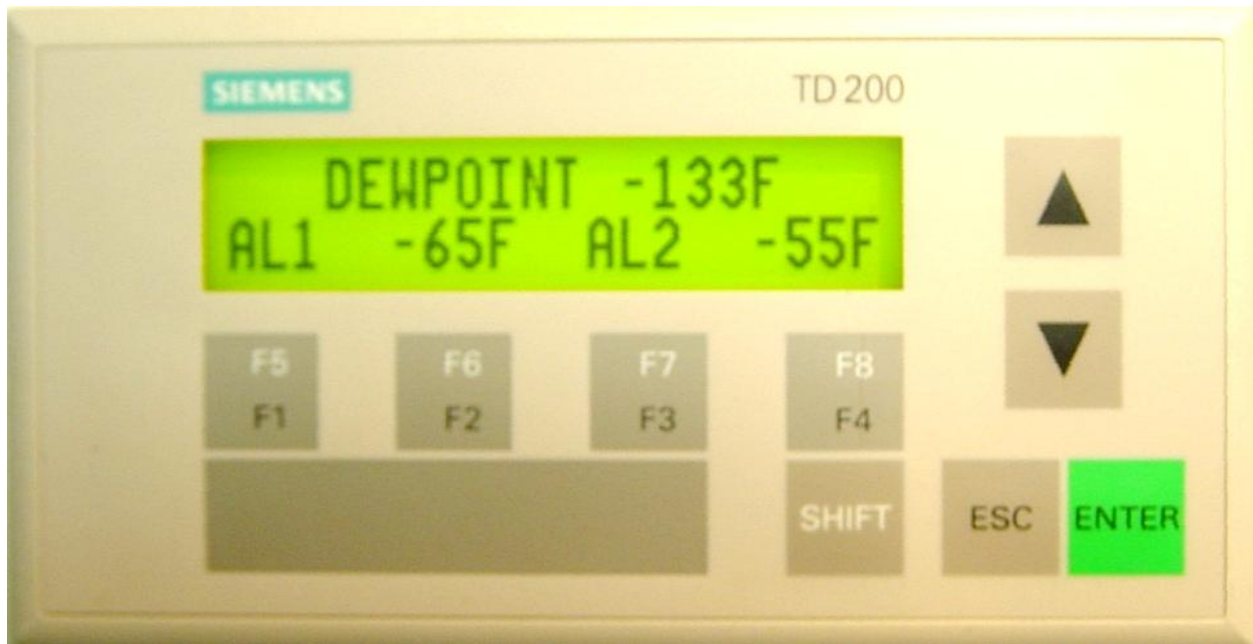 SIEMENS TD 200
DEWPOINT -133F
AL1 -65F AL2 -55F
F5 F6 F7 F8
F1 F2 F3 F4
SHIFT ESC ENTER